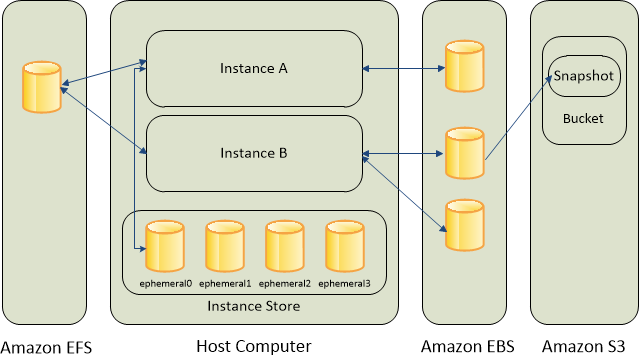 Instance A
Instance B
Snapshot
Bucket
ephemeral0
ephemeral1
ephemeral2
ephemeral3
Instance Store
Amazon EFS
Host Computer
Amazon EBS
Amazon S3